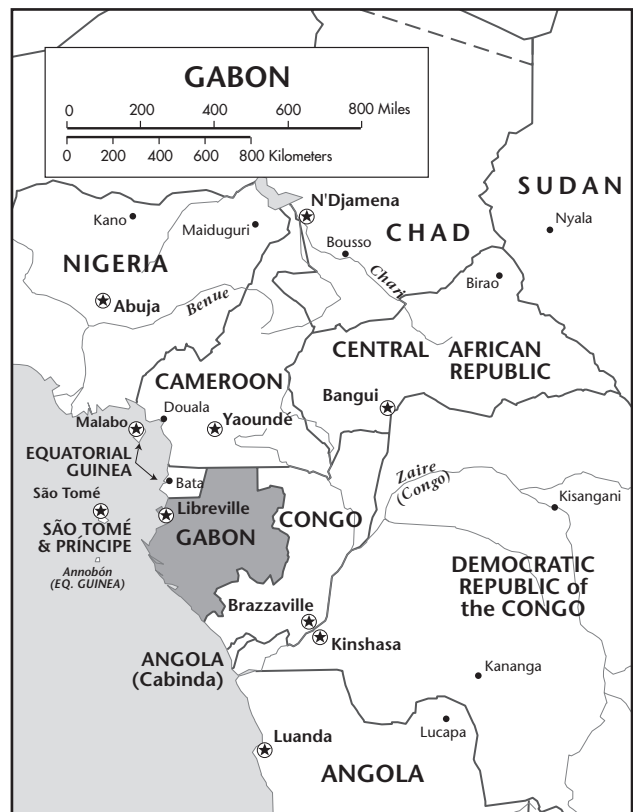 GABON
0 200 400 600 800 Miles
0 200 400 600 800 Kilometers
SUDAN
N'Djamena
Kano
Nyala
Maiduguri
CHAD
Bousso
NIGERIA
Chari
Birao
Abuja
Benue
CENTRAL AFRICAN
REPUBLIC
CAMEROON
Bangui
Douala
Malabo
Yaoundé
EQUATORIAL
GUINEA
Zaire
(Congo)
Bata
São Tomé
Kisangani
Libreville
CONGO
SÃO TOMÉ
& PRÍNCIPE
GABON
Annobón
(EQ. GUINEA)
DEMOCRATIC
REPUBLIC of
the CONGO
Brazzaville
Kinshasa
ANGOLA
(Cabinda)
Kananga
Lucapa
Luanda
ANGOLA